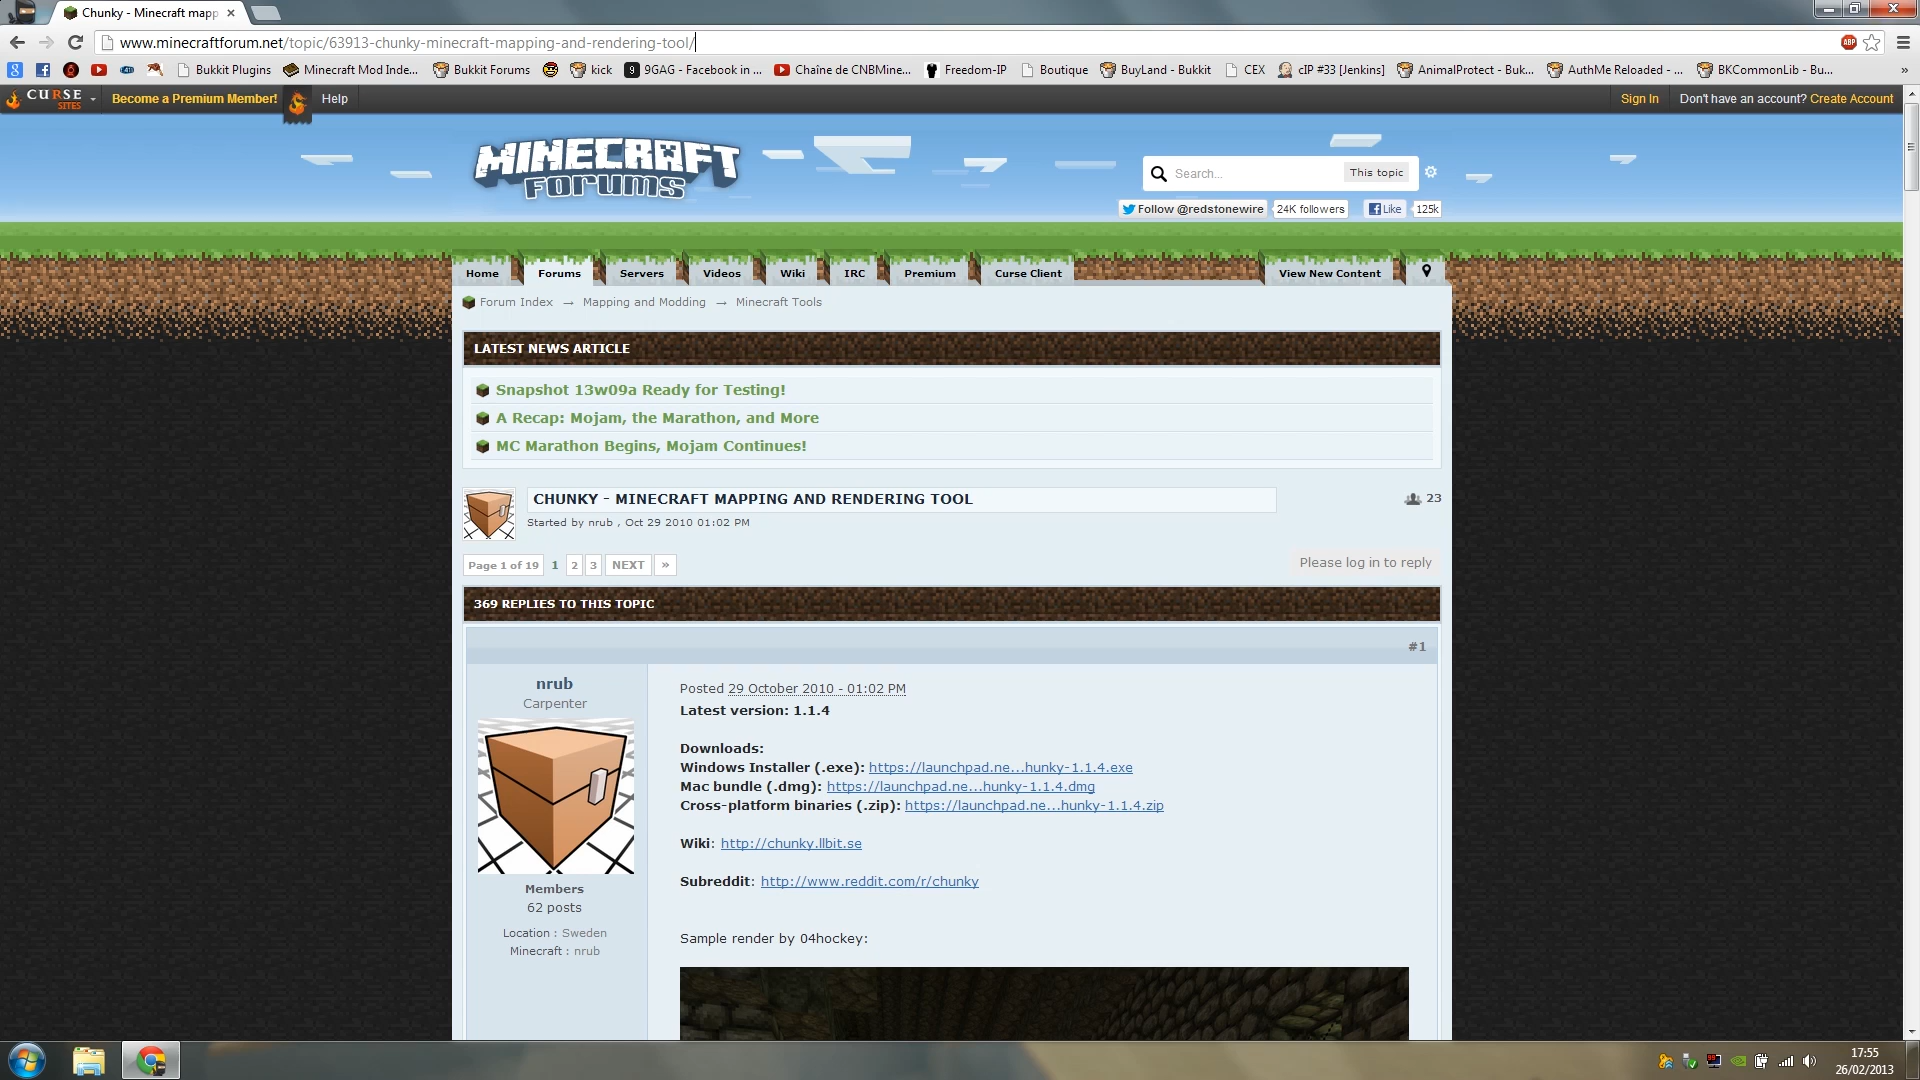 Chunky - Minecraft mapp
www.minecraftforum.net/topic/63913-chunky-minecraft-mapping-and-rendering-tool/
ABP
Bukkit Plugins
Minecraft Mod Inde...
Bukkit Forums
kick
9GAG - Facebook in ...
Chaîne de CNBMine...
Freedom-IP
Boutique
BuyLand - Bukkit
CEX
cIP #33 [Jenkins]
AnimalProtect - Buk...
AuthMe Reloaded - ...
BKCommonLib - Bu...
»
CURSE SITES
Become a Premium Member!
Help
Sign In
Don't have an account? Create Account
MINECRAFT
FORUMS
Search...
This topic
Follow @redstonewire
24K followers
Like
125k
Home
Forums
Servers
Videos
Wiki
IRC
Premium
Curse Client
View New Content
Forum Index → Mapping and Modding → Minecraft Tools
LATEST NEWS ARTICLE
Snapshot 13w09a Ready for Testing!
A Recap: Mojam, the Marathon, and More
MC Marathon Begins, Mojam Continues!
CHUNKY - MINECRAFT MAPPING AND RENDERING TOOL
23
Started by nrub , Oct 29 2010 01:02 PM
Page 1 of 19 1 2 3 NEXT »
Please log in to reply
369 REPLIES TO THIS TOPIC
#1
nrub
Carpenter
Members
62 posts
Location : Sweden
Minecraft : nrub
Posted 29 October 2010 - 01:02 PM
Latest version: 1.1.4
Downloads:
Windows Installer (.exe): https://launchpad.ne...hunky-1.1.4.exe
Mac bundle (.dmg): https://launchpad.ne...hunky-1.1.4.dmg
Cross-platform binaries (.zip): https://launchpad.ne...hunky-1.1.4.zip
Wiki: http://chunky.llbit.se
Subreddit: http://www.reddit.com/r/chunky
Sample render by 04hockey:
17:55
26/02/2013